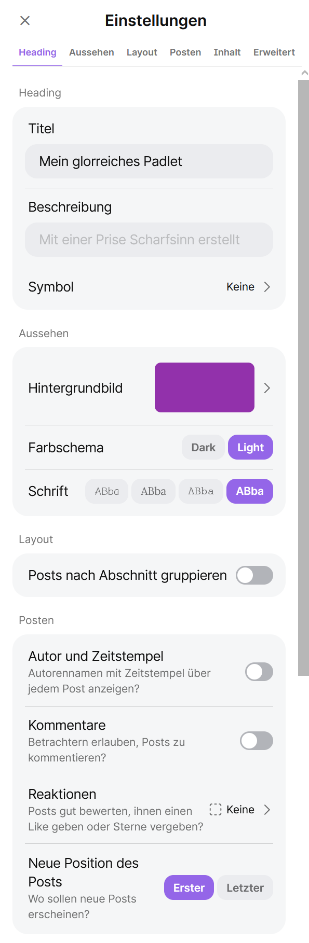 Einstellungen
Heading Aussehen Layout Posten Inhalt Erweitert
Heading
Titel
Mein glorreiches Padlet
Beschreibung
Mit einer Prise Scharfsinn erstellt
Symbol Keine
Aussehen
Hintergrundbild
Farbschema Dark Light
Schrift ABba ABba ABba ABba
Layout
Posts nach Abschnitt gruppieren
Posten
Autor und Zeitstempel
Autorennamen mit Zeitstempel über
jedem Post anzeigen?
Kommentare
Betrachtern erlauben, Posts zu
kommentieren?
Reaktionen
Posts gut bewerten, ihnen einen
Like geben oder Sterne vergeben?
Keine
Neue Position des
Posts
Wo sollen neue Posts
erscheinen?
Erster Letzter